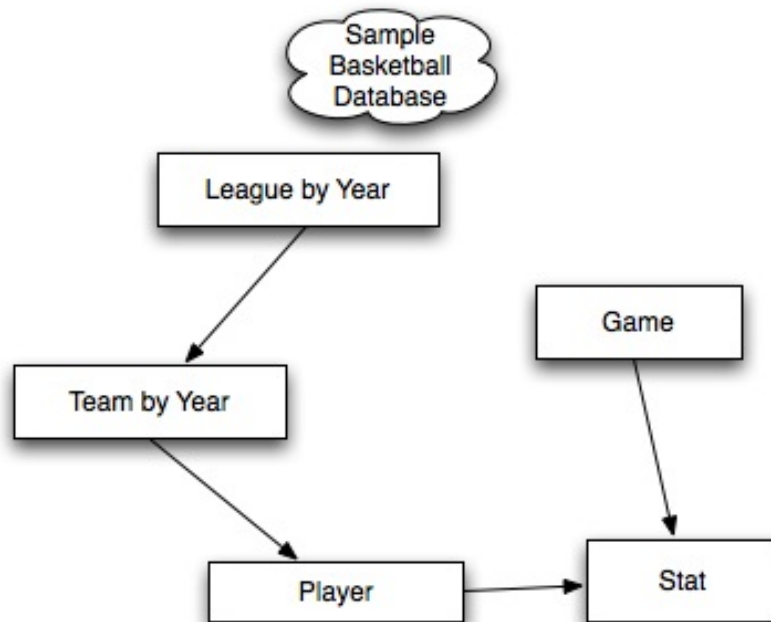 Sample
Basketball
Database
League by Year
Game
Team by Year
Player
Stat